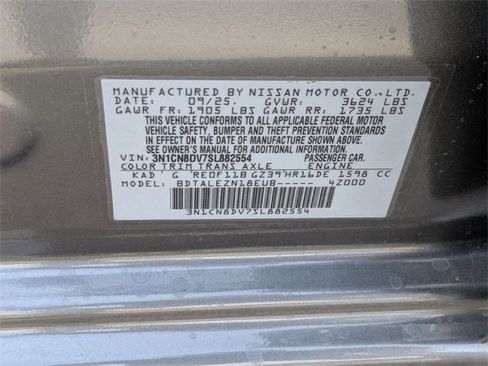 MANUFACTURED BY NISSAN MOTOR CO.,LTD.
DATE: 09/25. GVWR: 3624 LBS
GAWR FR: 1905 LBS GAWR RR: 1735 LBS
THIS VEHICLE CONFORMS TO ALL APPLICABLE FEDERAL MOTOR
VEHICLE SAFETY, BUMPER AND THEFT PREVENTION STANDARDS
IN EFFECT ON THE DATE OF MANUFACTURE SHOWN ABOVE.
SEE OWNER'S MANUAL FOR ADDITIONAL INFORMATION.
VIN: 3N1CN8DV7SL882554 PASSENGER CAR.
COLOR TRIM TRANS AXLE ENGINE
KAD G RE0F11B GZ39 HR16DE 1598 CC
MODEL: BDTALEZN18EUB----- 4Z000
3N1CN8DV7SL882554